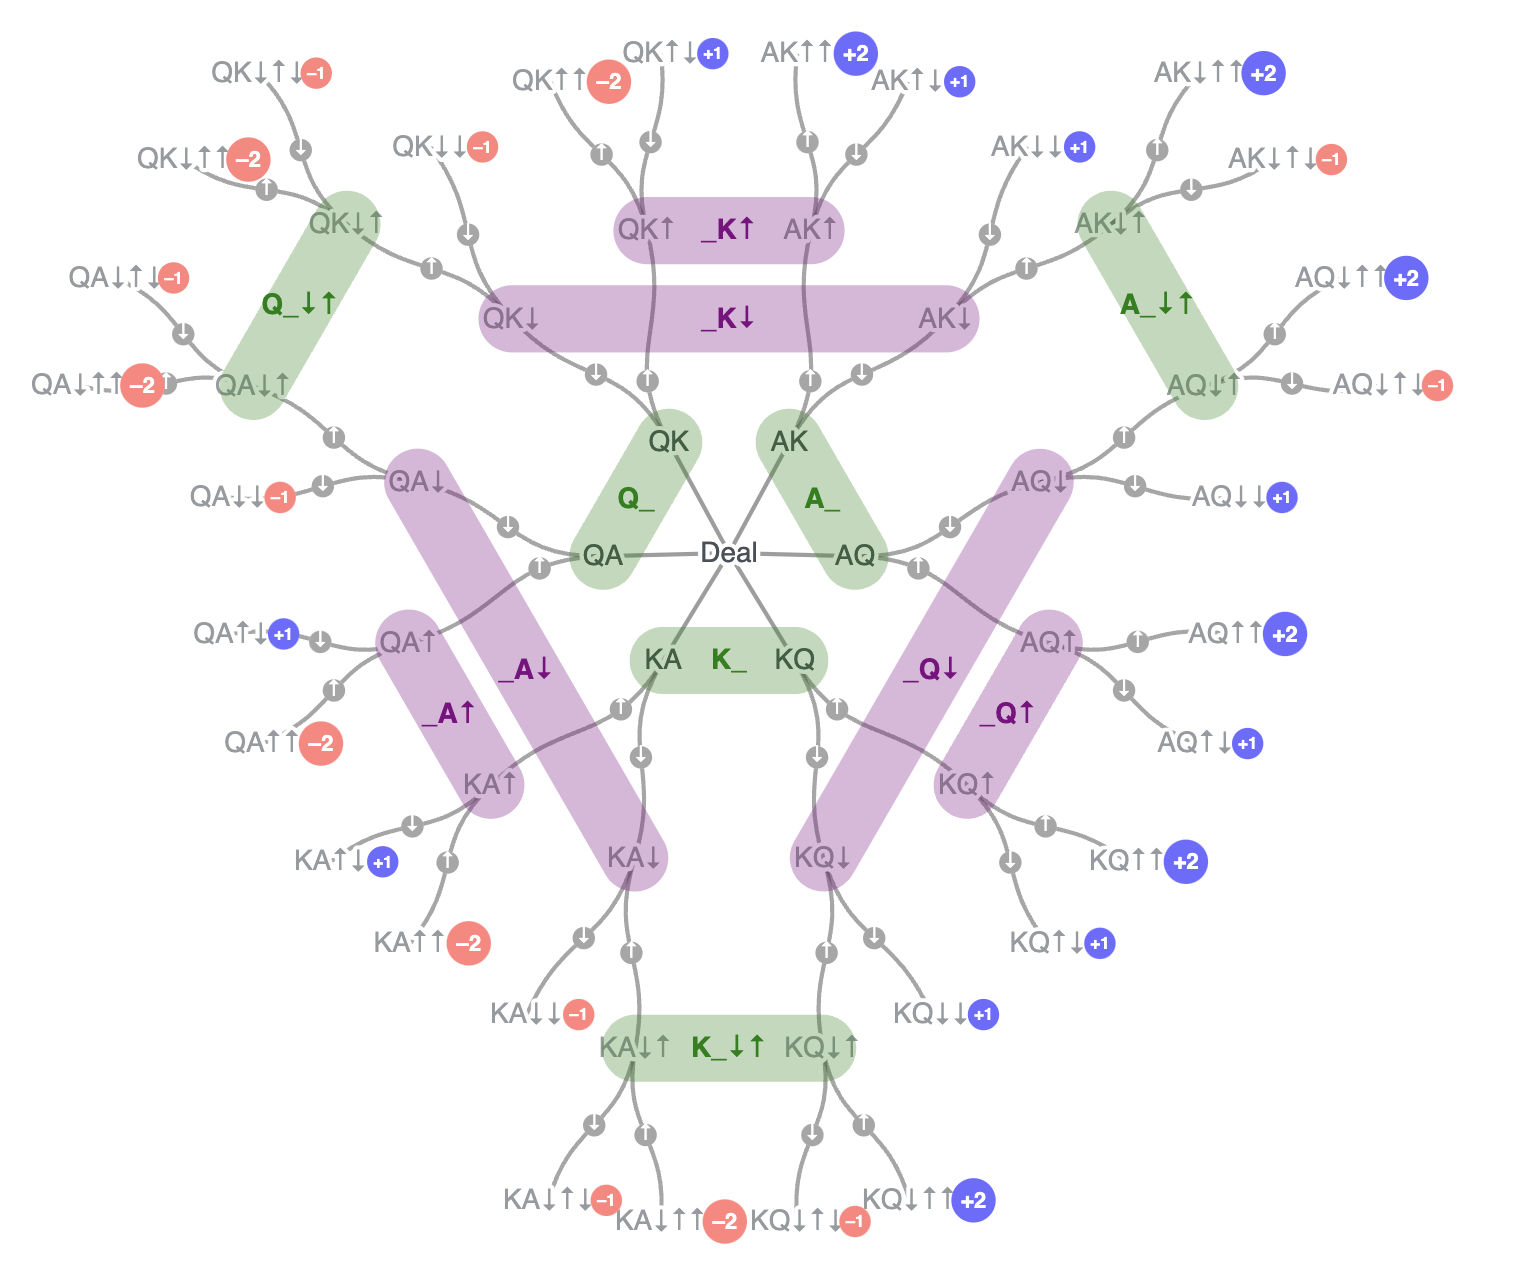 QK↑↓ +1
AK↑↑ +2
QK↓↑↓ −1
QK↑↑ −2
AK↑↓ +1
AK↓↑↑ +2
QK↓↑↑ −2
QK↓↓ −1
AK↓↓ +1
AK↓↑↓ −1
QK↓↑
QK↑ _K↑ AK↑
AK↓↑
QA↓↑↓ −1
AQ↓↑↑ +2
Q_↓↑
A_↓↑
QK↓ _K↓ AK↓
QA↓↑↑ −2
QA↓↑
AQ↓↑
AQ↓↑↓ −1
QK
AK
QA↓
AQ↓
QA↓↓ −1
Q_
A_
AQ↓↓ +1
QA
Deal
AQ
QA↑↓ +1
QA↑
AQ↑
AQ↑↑ +2
KA K_ KQ
_A↓
_Q↓
_A↑
_Q↑
QA↑↑ −2
AQ↑↓ +1
KA↑
KQ↑
KA↑↓ +1
KA↓
KQ↓
KQ↑↑ +2
KA↑↑ −2
KQ↑↓ +1
KA↓↓ −1
KQ↓↓ +1
KA↓↑ K_↓↑ KQ↓↑
KA↓↑↓ −1
KQ↓↑↑ +2
KA↓↑↑ −2
KQ↓↑↓ −1